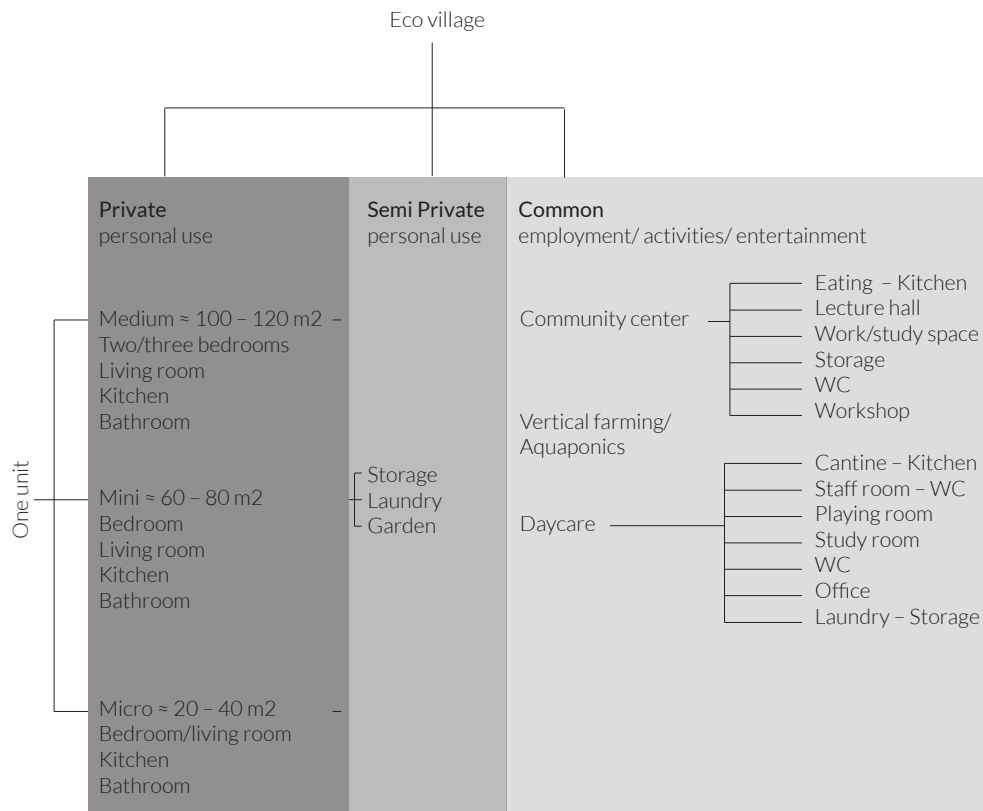 Eco village
Private
personal use
Semi Private
personal use
Common
employment/ activities/ entertainment
One unit
Medium ≈ 100 – 120 m2
Two/three bedrooms
Living room
Kitchen
Bathroom
Mini ≈ 60 – 80 m2
Bedroom
Living room
Kitchen
Bathroom
Micro ≈ 20 – 40 m2
Bedroom/living room
Kitchen
Bathroom
Storage
Laundry
Garden
Community center
Eating – Kitchen
Lecture hall
Work/study space
Storage
WC
Workshop
Vertical farming/
Aquaponics
Daycare
Cantine – Kitchen
Staff room – WC
Playing room
Study room
WC
Office
Laundry – Storage